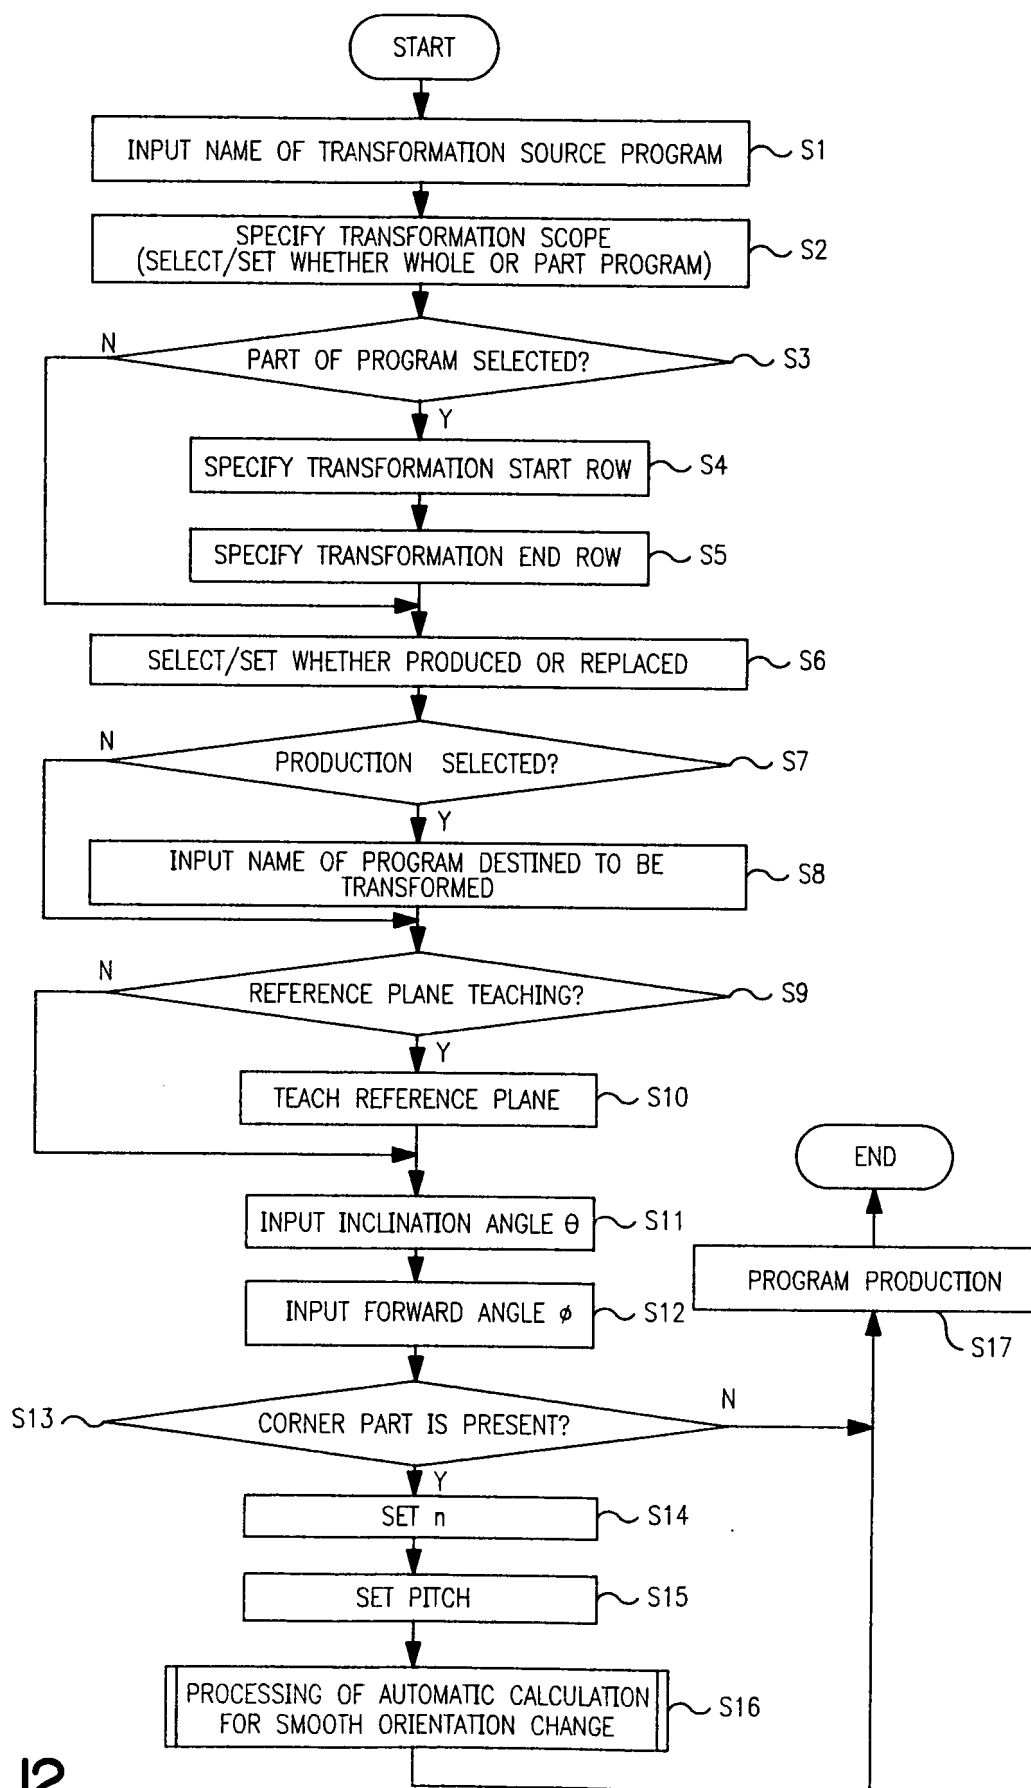 START
INPUT NAME OF TRANSFORMATION SOURCE PROGRAM
S1
SPECIFY TRANSFORMATION SCOPE
(SELECT/SET WHETHER WHOLE OR PART PROGRAM)
S2
N
PART OF PROGRAM SELECTED?
S3
Y
SPECIFY TRANSFORMATION START ROW
S4
SPECIFY TRANSFORMATION END ROW
S5
SELECT/SET WHETHER PRODUCED OR REPLACED
S6
N
PRODUCTION SELECTED?
S7
Y
INPUT NAME OF PROGRAM DESTINED TO BE
TRANSFORMED
S8
N
REFERENCE PLANE TEACHING?
S9
Y
TEACH REFERENCE PLANE
S10
INPUT INCLINATION ANGLE θ
S11
INPUT FORWARD ANGLE ϕ
S12
S13
CORNER PART IS PRESENT?
N
Y
SET n
S14
SET PITCH
S15
PROCESSING OF AUTOMATIC CALCULATION
FOR SMOOTH ORIENTATION CHANGE
S16
END
PROGRAM PRODUCTION
S17
12